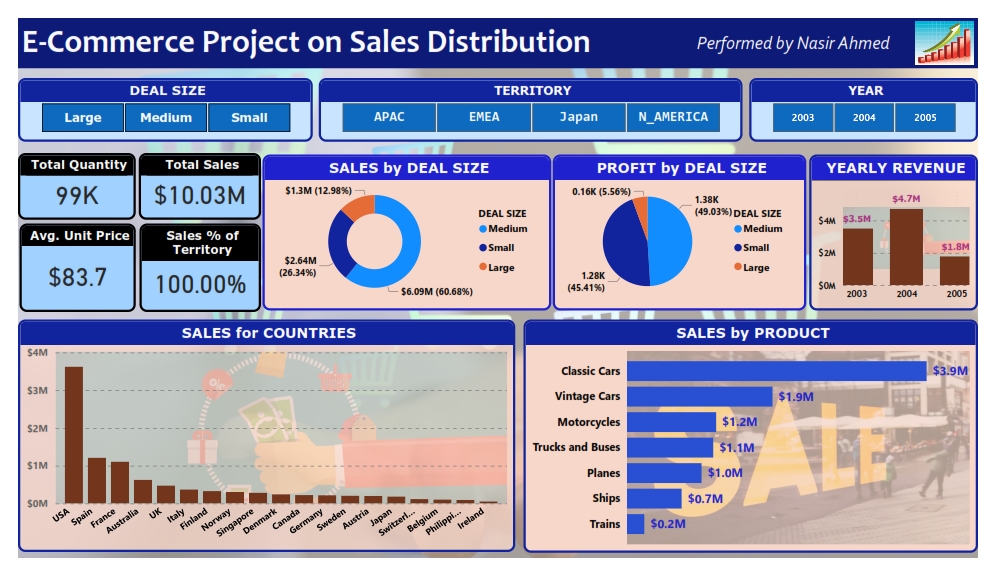 E-Commerce Project on Sales Distribution
Performed by Nasir Ahmed
DEAL SIZE
Large Medium Small
TERRITORY
APAC EMEA Japan N_AMERICA
YEAR
2003 2004 2005
Total Quantity
99K
Total Sales
$10.03M
Avg. Unit Price
$83.7
Sales % of
Territory
100.00%
SALES by DEAL SIZE
$1.3M (12.98%)
$2.64M
(26.34%)
$6.09M (60.68%)
DEAL SIZE
Medium
Small
Large
PROFIT by DEAL SIZE
0.16K (5.56%)
1.38K
(49.03%)
1.28K
(45.41%)
DEAL SIZE
Medium
Small
Large
YEARLY REVENUE
$4M
$2M
$0M
$3.5M
$4.7M
$1.8M
2003 2004 2005
SALES for COUNTRIES
$4M
$3M
$2M
$1M
$0M
USA Spain France Australia UK Italy Finland Norway Singapore Denmark Canada Germany Sweden Austria Japan Switzerl... Belgium Philippi... Ireland
SALES by PRODUCT
Classic Cars $3.9M
Vintage Cars $1.9M
Motorcycles $1.2M
Trucks and Buses $1.1M
Planes $1.0M
Ships $0.7M
Trains $0.2M
SALE
%